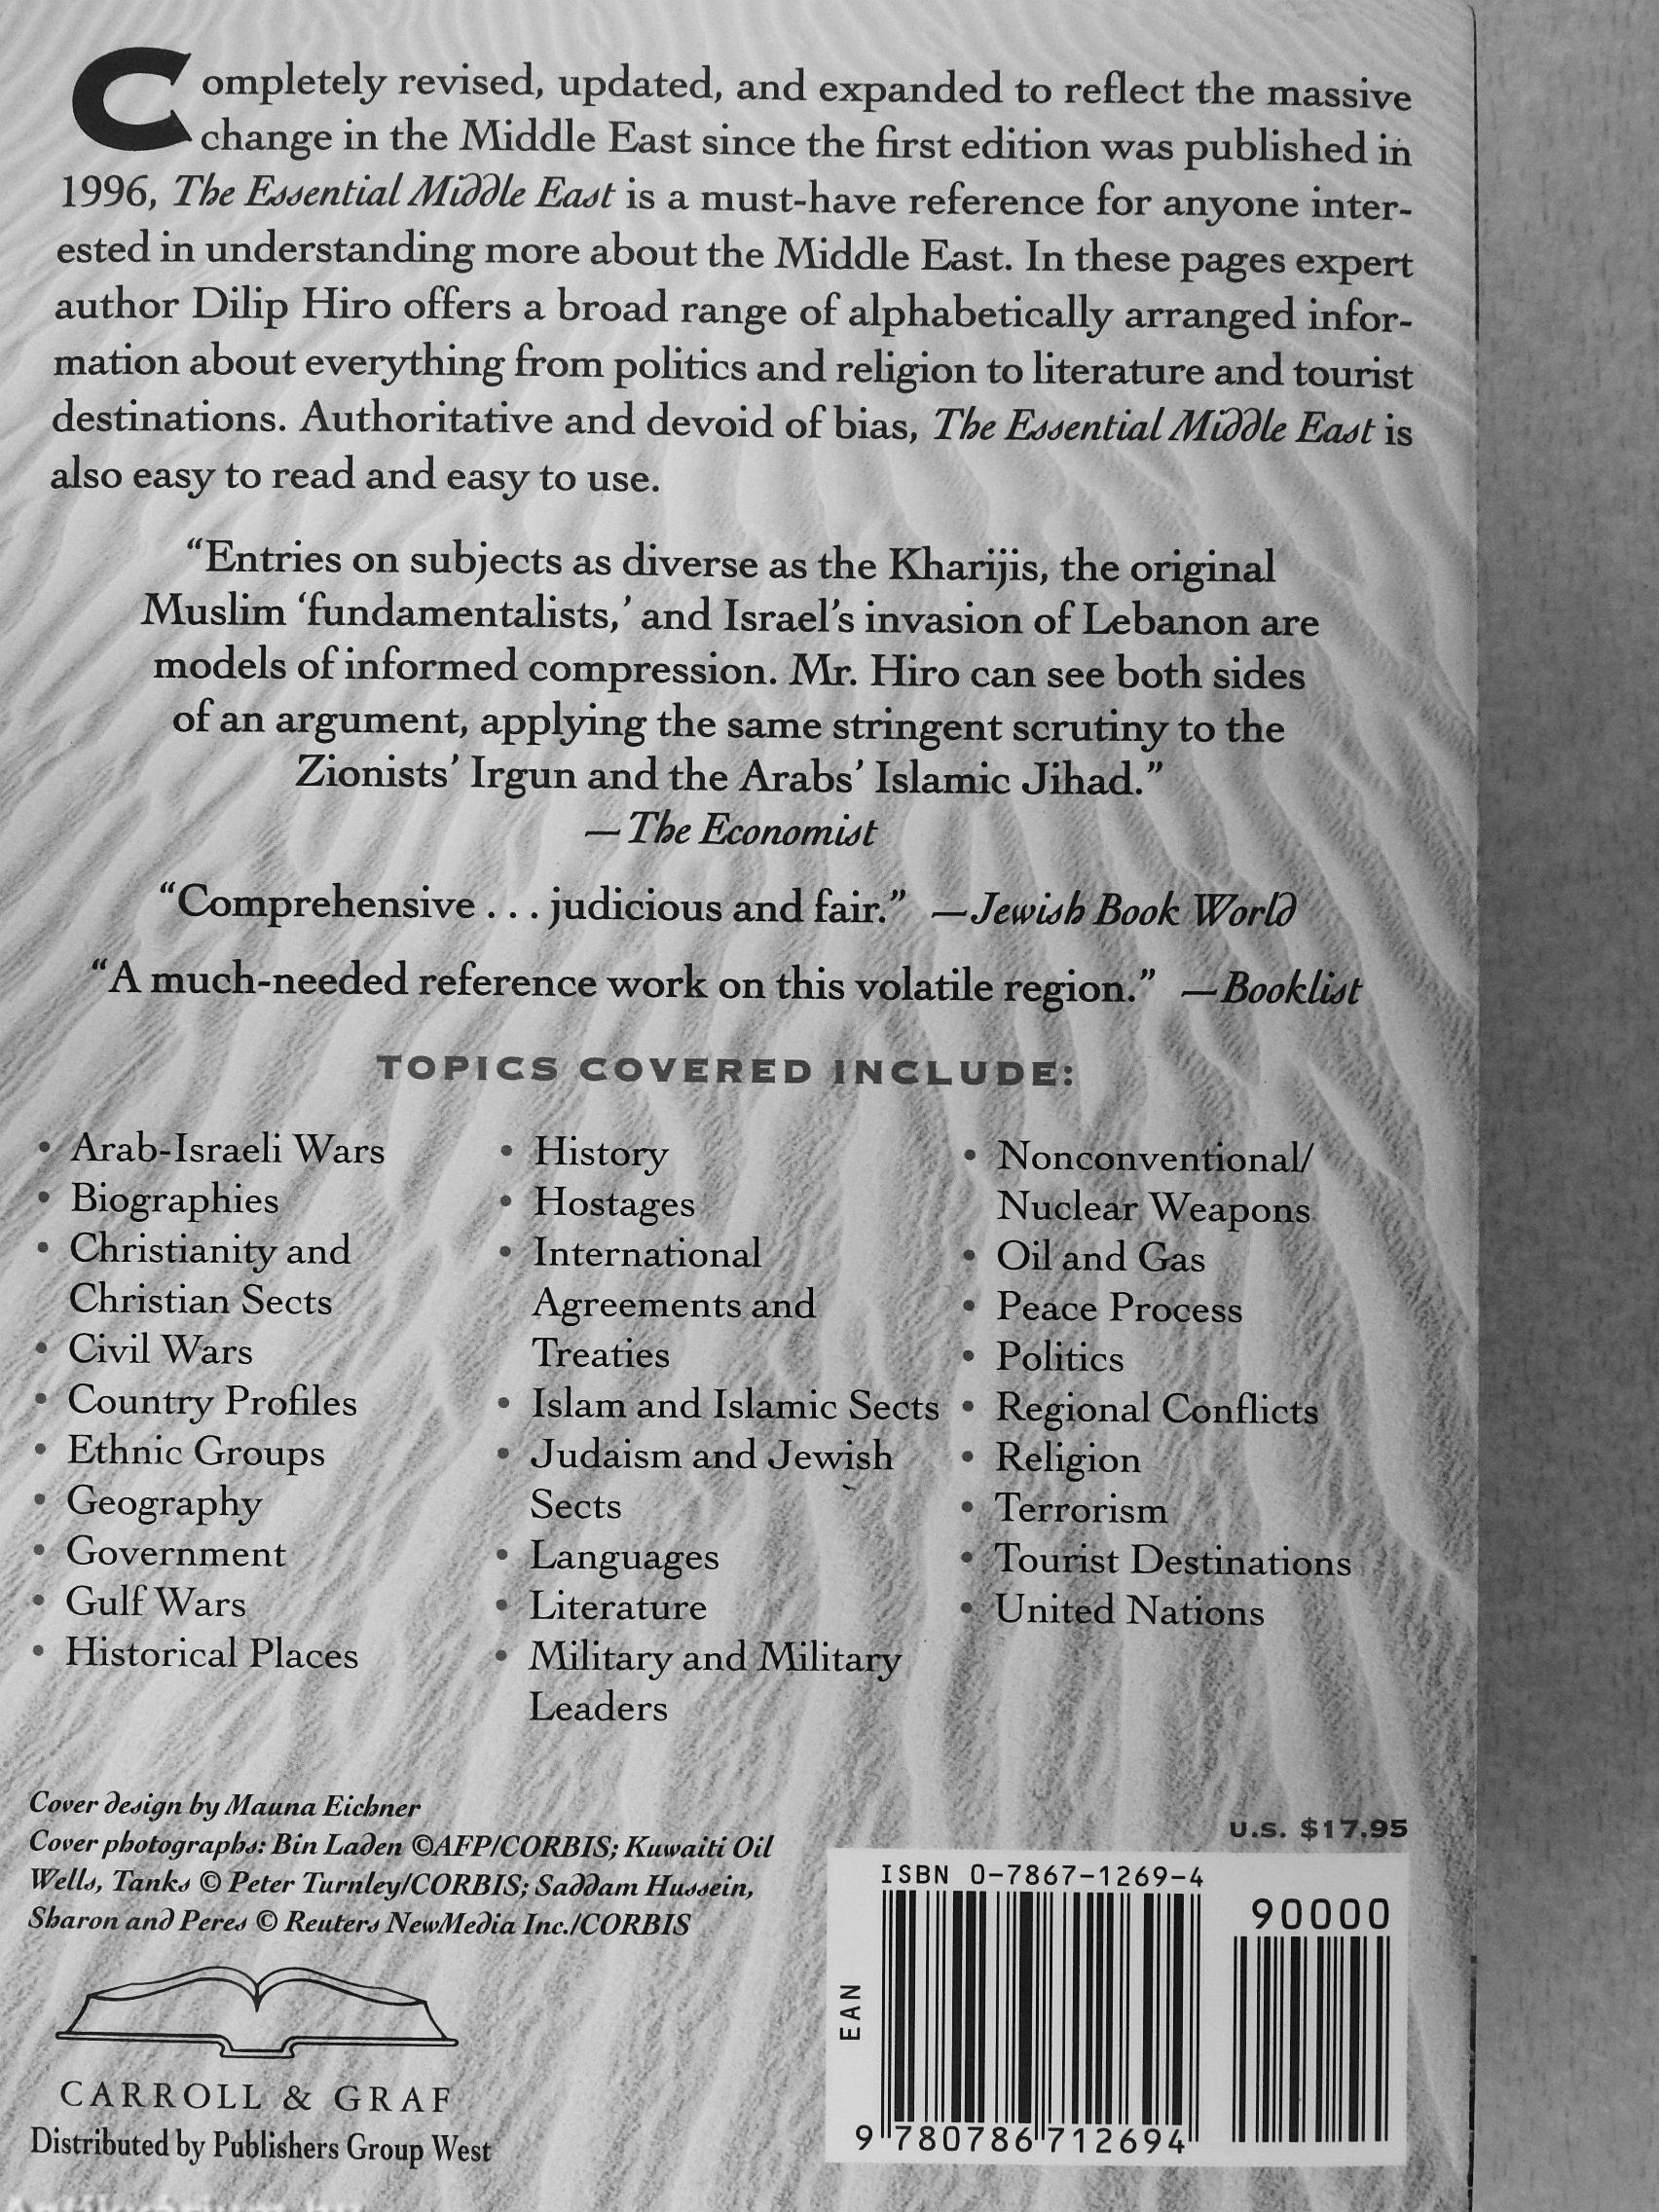 Completely revised, updated, and expanded to reflect the massive
change in the Middle East since the first edition was published in
1996, The Essential Middle East is a must-have reference for anyone inter-
ested in understanding more about the Middle East. In these pages expert
author Dilip Hiro offers a broad range of alphabetically arranged infor-
mation about everything from politics and religion to literature and tourist
destinations. Authoritative and devoid of bias, The Essential Middle East is
also easy to read and easy to use.
“Entries on subjects as diverse as the Kharijis, the original
Muslim ‘fundamentalists,’ and Israel’s invasion of Lebanon are
models of informed compression. Mr. Hiro can see both sides
of an argument, applying the same stringent scrutiny to the
Zionists’ Irgun and the Arabs’ Islamic Jihad.”
—The Economist
“Comprehensive . . . judicious and fair.” —Jewish Book World
“A much-needed reference work on this volatile region.” —Booklist
TOPICS COVERED INCLUDE:
• Arab-Israeli Wars
• Biographies
• Christianity and
Christian Sects
• Civil Wars
• Country Profiles
• Ethnic Groups
• Geography
• Government
• Gulf Wars
• Historical Places
• History
• Hostages
• International
Agreements and
Treaties
• Islam and Islamic Sects
• Judaism and Jewish
Sects
• Languages
• Literature
• Military and Military
Leaders
• Nonconventional/
Nuclear Weapons
• Oil and Gas
• Peace Process
• Politics
• Regional Conflicts
• Religion
• Terrorism
• Tourist Destinations
• United Nations
Cover design by Mauna Eichner
Cover photographs: Bin Laden ©AFP/CORBIS; Kuwaiti Oil
Wells, Tanks © Peter Turnley/CORBIS; Saddam Hussein,
Sharon and Peres © Reuters NewMedia Inc./CORBIS
CARROLL & GRAF
Distributed by Publishers Group West
U.S. $17.95
ISBN 0-7867-1269-4
90000
EAN
9 780786 712694